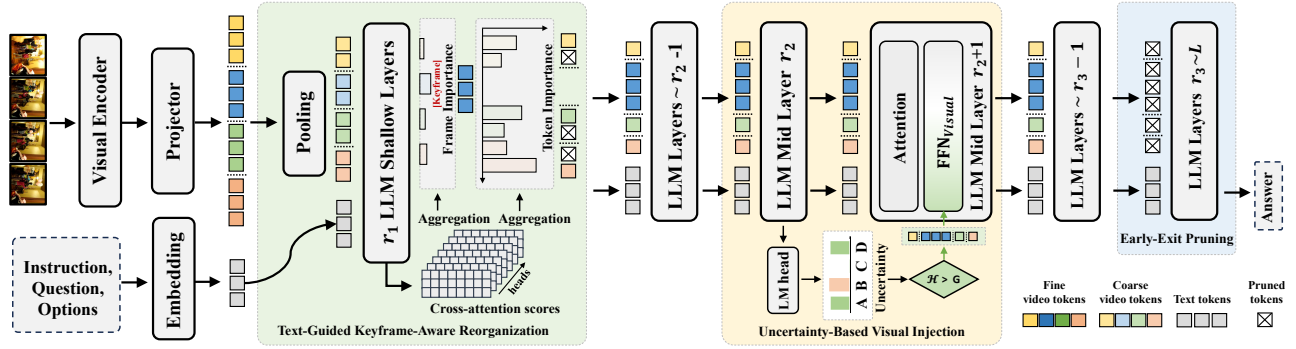 Visual Encoder
Projector
Instruction,
Question,
Options
Embedding
Pooling
r₁ LLM Shallow Layers
|Keyframe|
Frame Importance
Token Importance
Aggregation
Aggregation
heads
Cross-attention scores
Text-Guided Keyframe-Aware Reorganization
LLM Layers ~ r₂ -1
LLM Mid Layer r₂
LM head
A B C D
Uncertainty
ℋ > G
Attention
FFN_Visual
LLM Mid Layer r₂+1
Uncertainty-Based Visual Injection
LLM Layers ~ r₃ − 1
LLM Layers r₃~L
Early-Exit Pruning
Answer
Fine
video tokens
Coarse
video tokens
Text tokens
Pruned
tokens